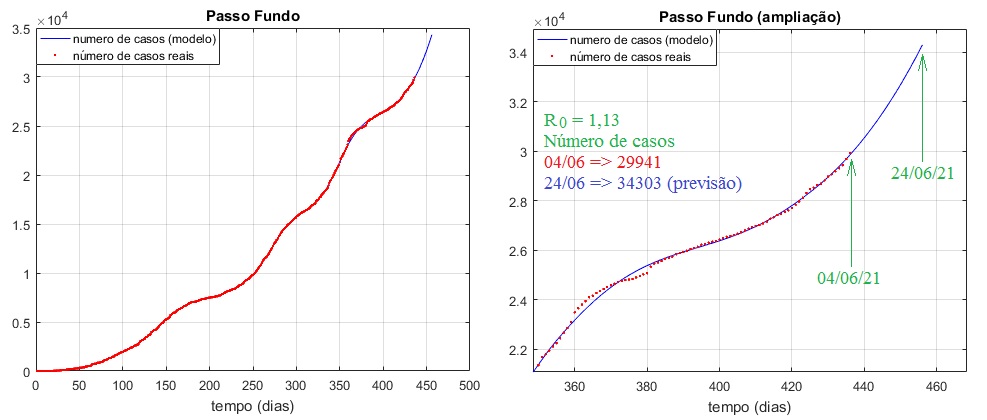 Passo Fundo
×10⁴
3.5
3
2.5
2
1.5
1
0.5
0
numero de casos (modelo)
número de casos reais
0 50 100 150 200 250 300 350 400 450 500
tempo (dias)
Passo Fundo (ampliação)
×10⁴
3.4
3.2
3
2.8
2.6
2.4
2.2
numero de casos (modelo)
número de casos reais
R0 = 1,13
Número de casos
04/06 => 29941
24/06 => 34303 (previsão)
24/06/21
04/06/21
360 380 400 420 440 460
tempo (dias)